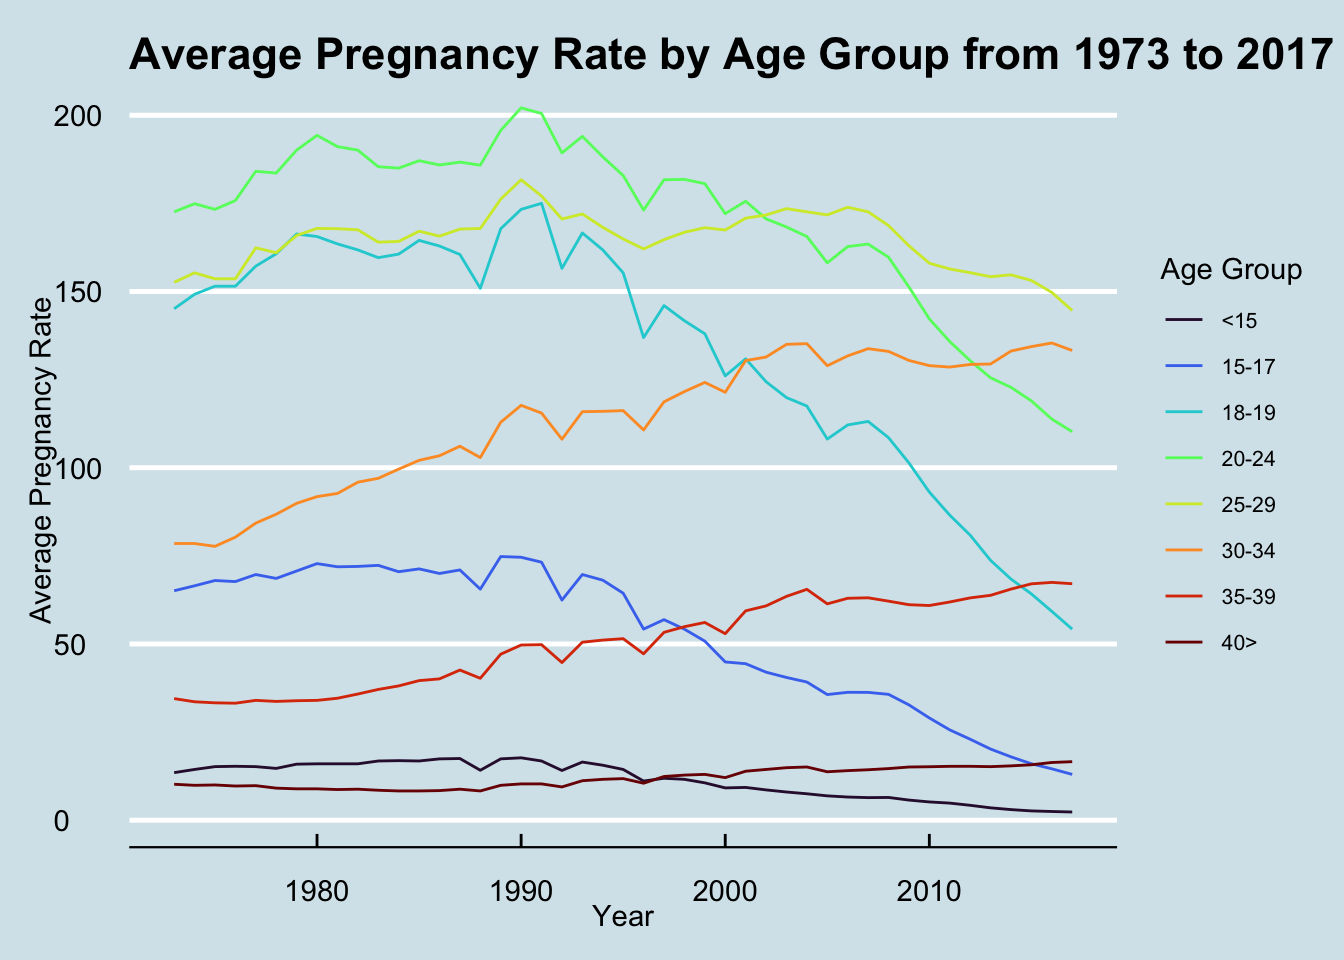 Average Pregnancy Rate by Age Group from 1973 to 2017
200
150
100
50
0
Average Pregnancy Rate
1980 1990 2000 2010
Year
Age Group
<15
15-17
18-19
20-24
25-29
30-34
35-39
40>